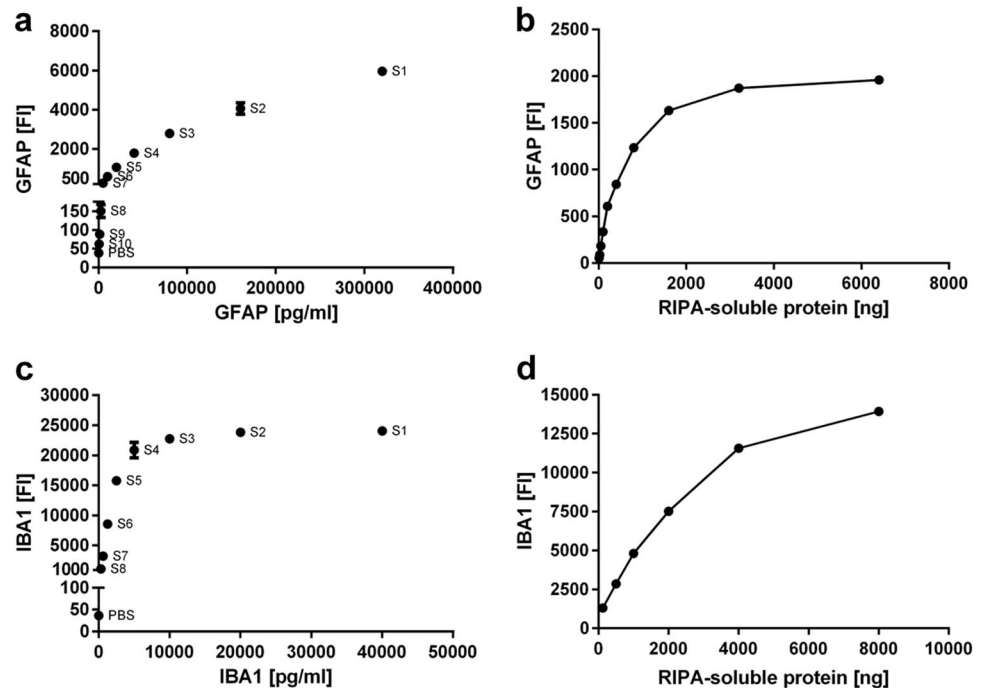 a
8000
6000
4000
2000
500
150
100
50
0
GFAP [FI]
S1
S2
S3
S4
S5
S6
S7
S8
S9
S10
PBS
0 100000 200000 300000 400000
GFAP [pg/ml]
b
2500
2000
1500
1000
500
0
GFAP [FI]
0 2000 4000 6000 8000
RIPA-soluble protein [ng]
c
30000
25000
20000
15000
10000
5000
1000
100
50
0
IBA1 [FI]
S1
S2
S3
S4
S5
S6
S7
S8
PBS
0 10000 20000 30000 40000 50000
IBA1 [pg/ml]
d
15000
12500
10000
7500
5000
2500
0
IBA1 [FI]
0 2000 4000 6000 8000 10000
RIPA-soluble protein [ng]